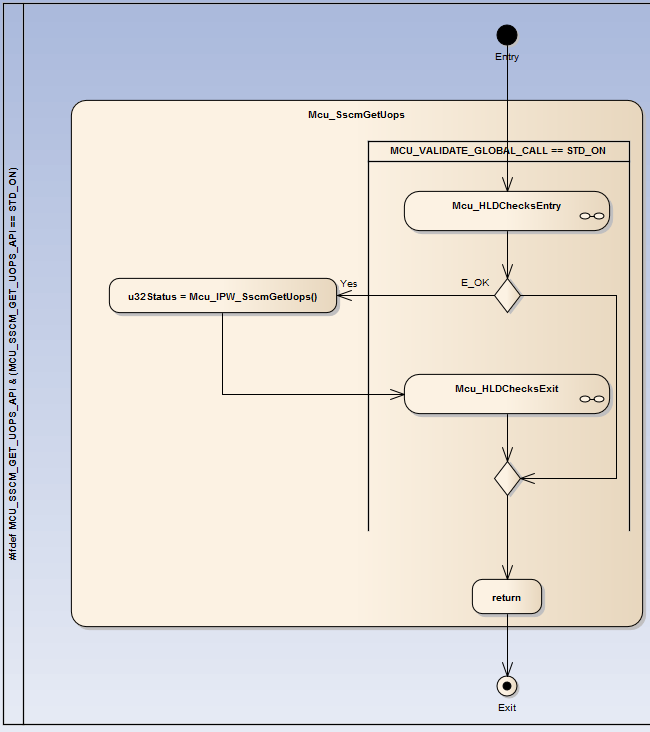 #ifdef MCU_SSCM_GET_UOPS_API & (MCU_SSCM_GET_UOPS_API == STD_ON)
Entry
Mcu_SscmGetUops
MCU_VALIDATE_GLOBAL_CALL == STD_ON
Mcu_HLDChecksEntry
Yes
E_OK
u32Status = Mcu_IPW_SscmGetUops()
Mcu_HLDChecksExit
return
Exit